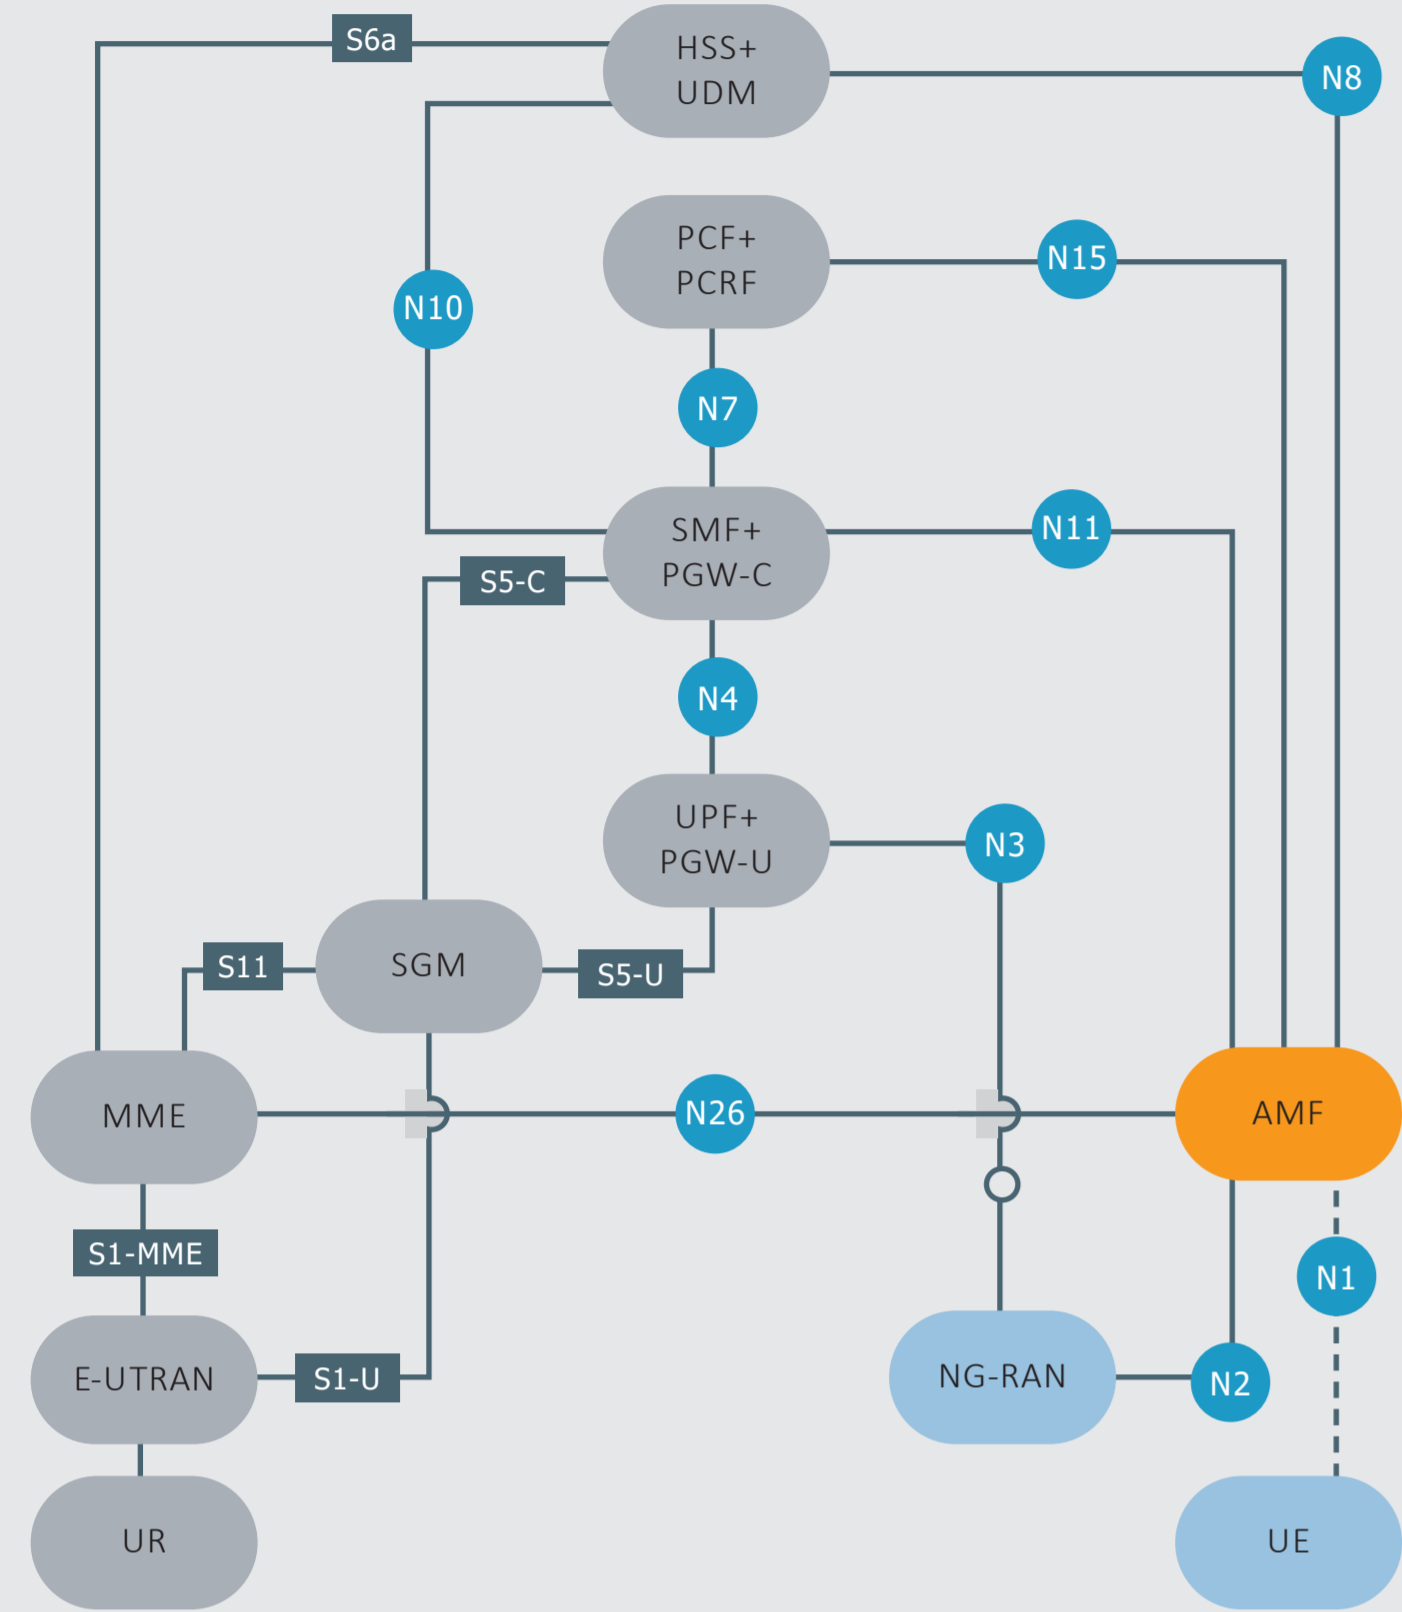 S6a
HSS+
UDM
N8
PCF+
PCRF
N15
N10
N7
SMF+
PGW-C
N11
S5-C
N4
UPF+
PGW-U
N3
S11
SGM
S5-U
MME
N26
AMF
S1-MME
N1
E-UTRAN
S1-U
NG-RAN
N2
UR
UE